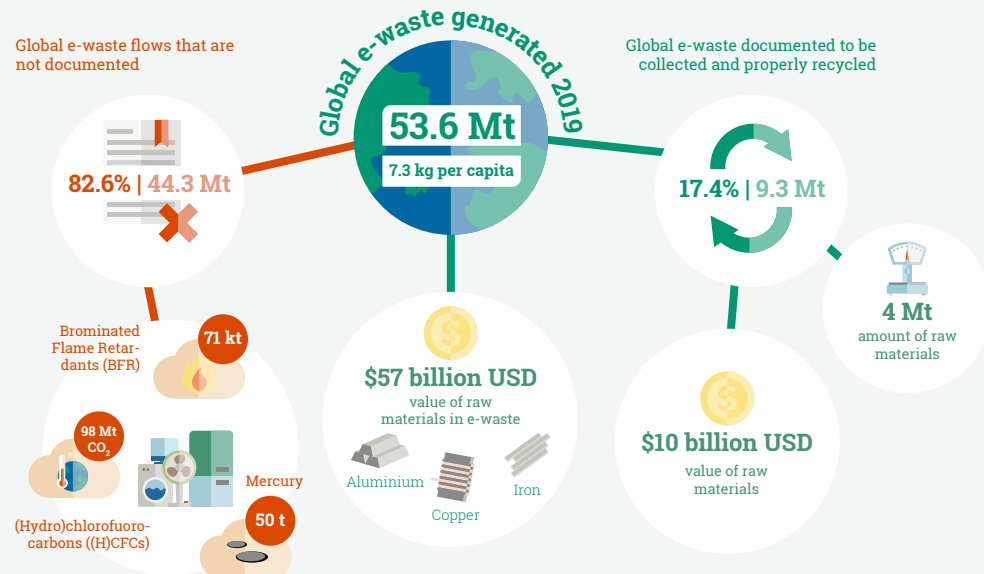 Global e-waste generated 2019
53.6 Mt
7.3 kg per capita
Global e-waste flows that are
not documented
82.6% | 44.3 Mt
Brominated
Flame Retar-
dants (BFR)
71 kt
98 Mt
CO₂
(Hydro)chlorofuoro-
carbons ((H)CFCs)
Mercury
50 t
$57 billion USD
value of raw
materials in e-waste
Aluminium
Copper
Iron
Global e-waste documented to be
collected and properly recycled
17.4% | 9.3 Mt
4 Mt
amount of raw
materials
$10 billion USD
value of raw
materials